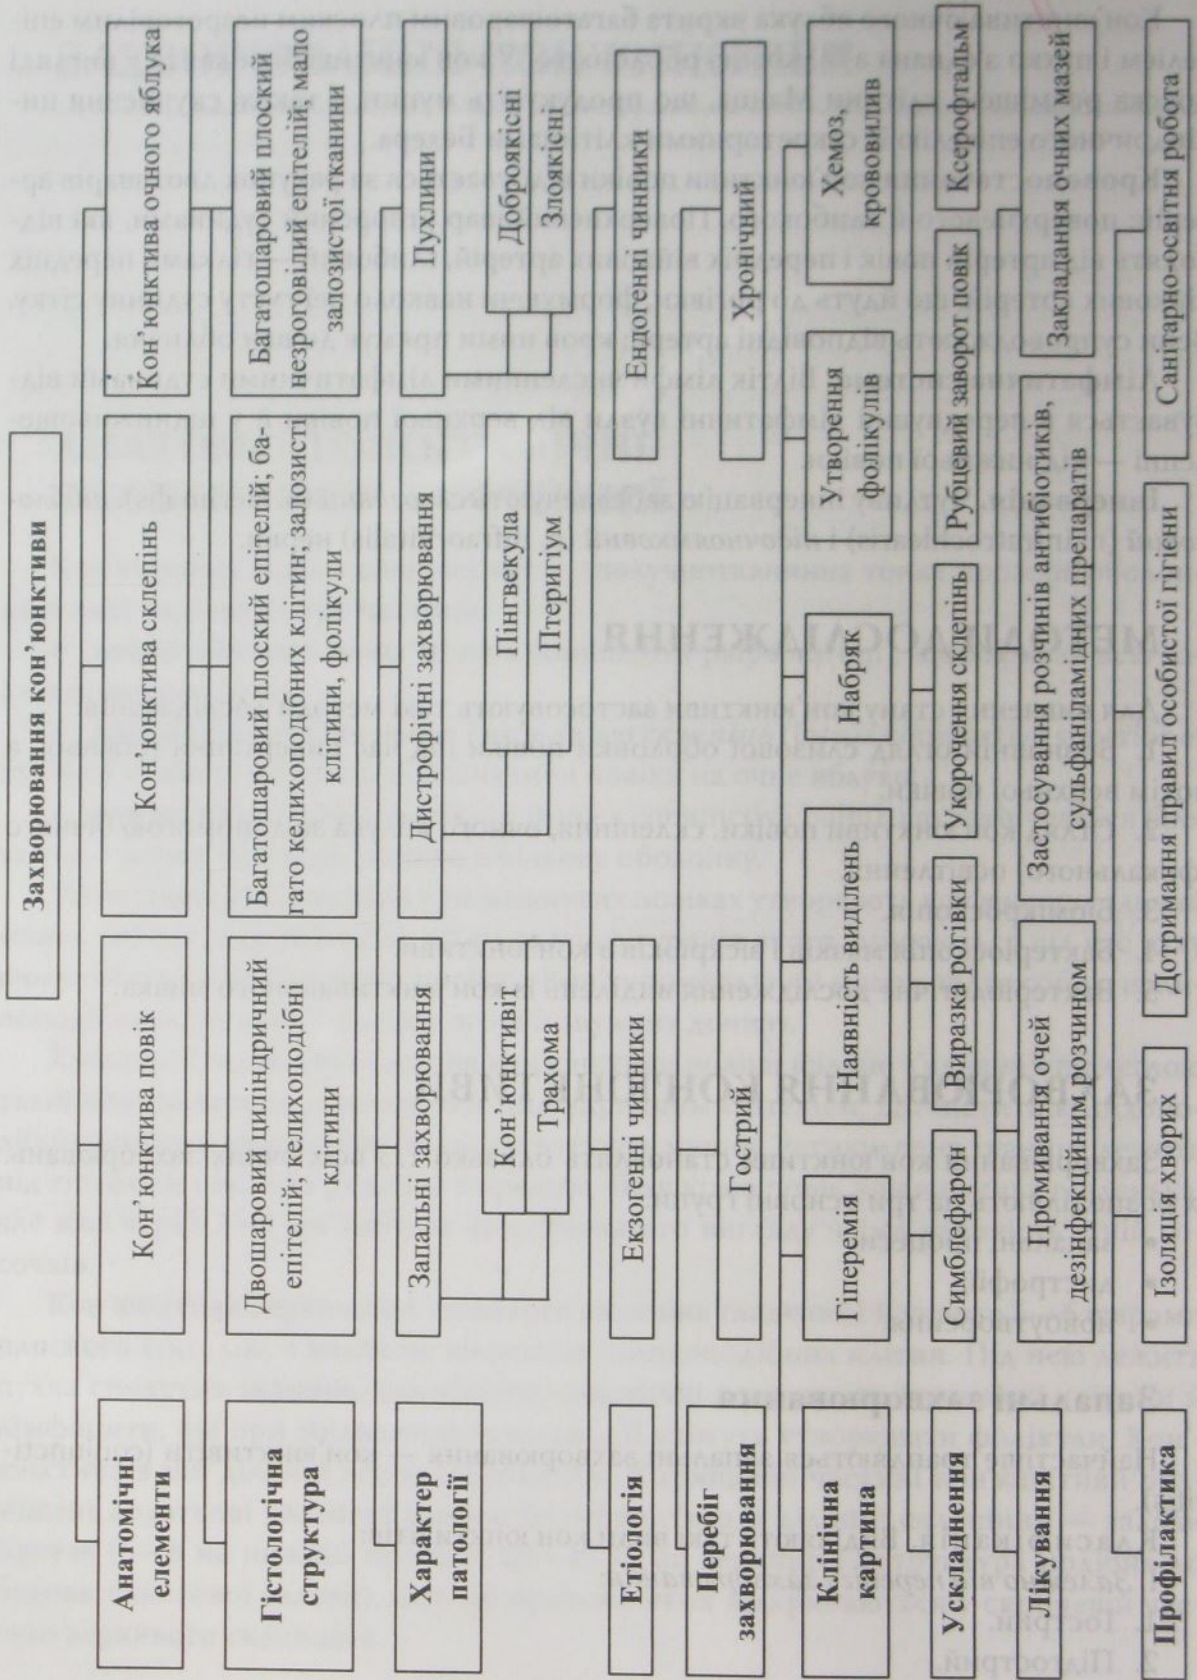 Захворювання кон'юнктиви
Анатомічні
елементи
Кон'юнктива повік
Кон'юнктива склепінь
Кон'юнктива очного яблука
Гістологічна
структура
Двошаровий циліндричний
епітелій; келихоподібні
клітини
Багатошаровий плоский епітелій; ба-
гато келихоподібних клітин; залозисті
клітини, фолікули
Багатошаровий плоский
незроговілий епітелій; мало
залозистої тканини
Характер
патології
Запальні захворювання
Кон'юнктивіт
Трахома
Дистрофічні захворювання
Пінгвекула
Птеригіум
Пухлини
Доброякісні
Злоякісні
Етіологія
Екзогенні чинники
Ендогенні чинники
Перебіг
захворювання
Гострий
Хронічний
Клінічна
картина
Гіперемія
Наявність виділень
Набряк
Утворення
фолікулів
Хемоз,
крововилив
Ускладнення
Симблефарон
Виразка рогівки
Укорочення склепінь
Рубцевий заворот повік
Ксерофтальм
Лікування
Промивання очей
дезінфекційним розчином
Застосування розчинів антибіотиків,
сульфаніламідних препаратів
Закладання очних мазей
Профілактика
Ізоляція хворих
Дотримання правил особистої гігієни
Санітарно-освітня робота